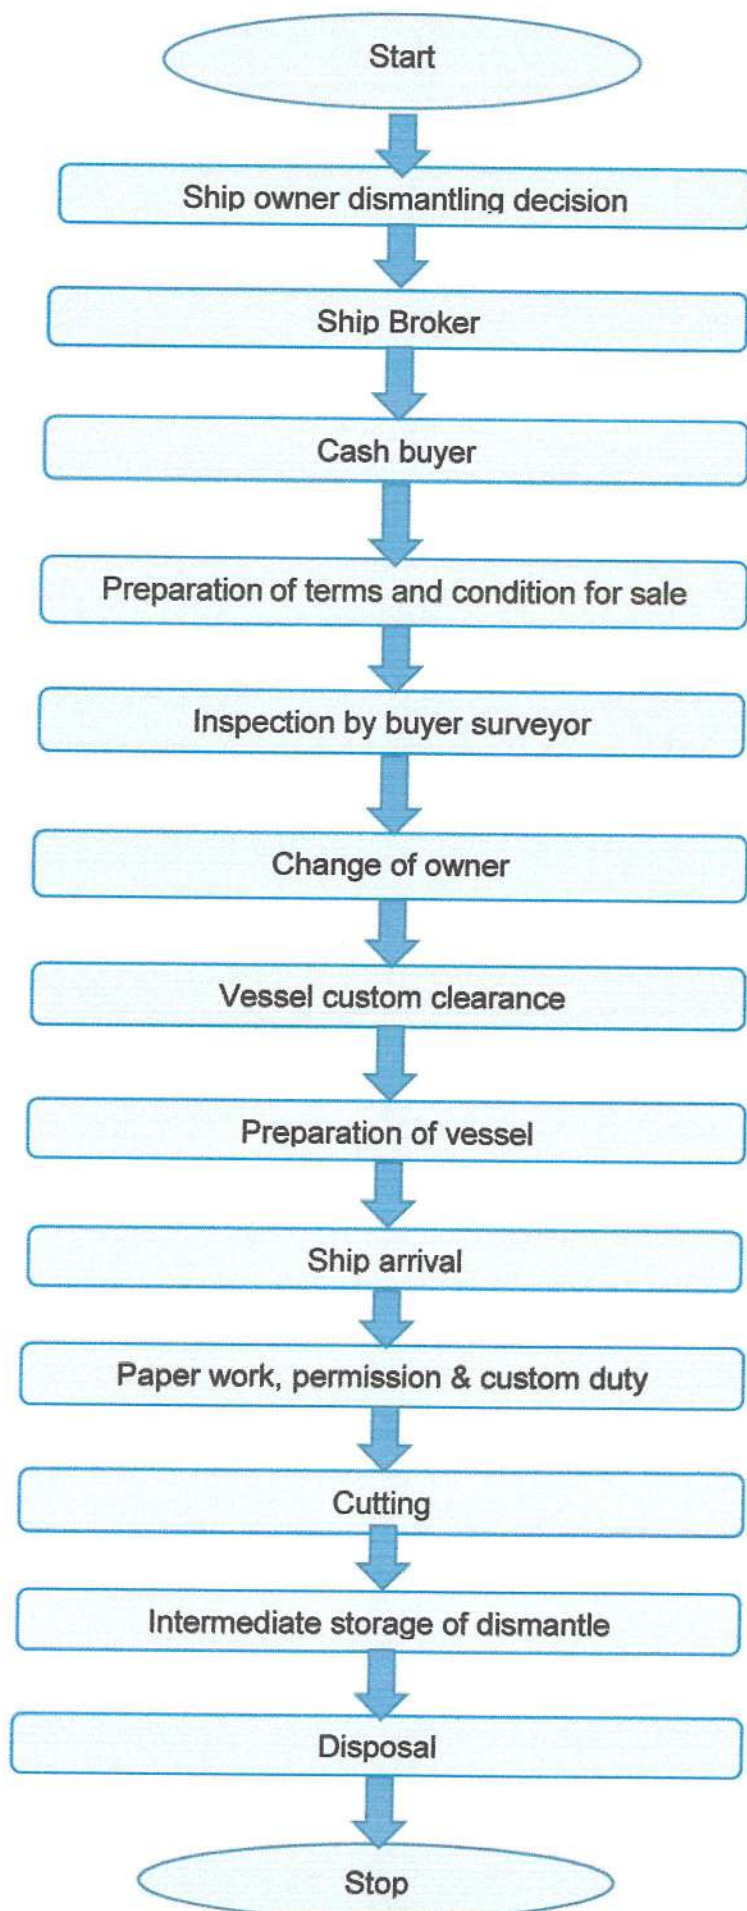 Start
Ship owner dismantling decision
Ship Broker
Cash buyer
Preparation of terms and condition for sale
Inspection by buyer surveyor
Change of owner
Vessel custom clearance
Preparation of vessel
Ship arrival
Paper work, permission & custom duty
Cutting
Intermediate storage of dismantle
Disposal
Stop